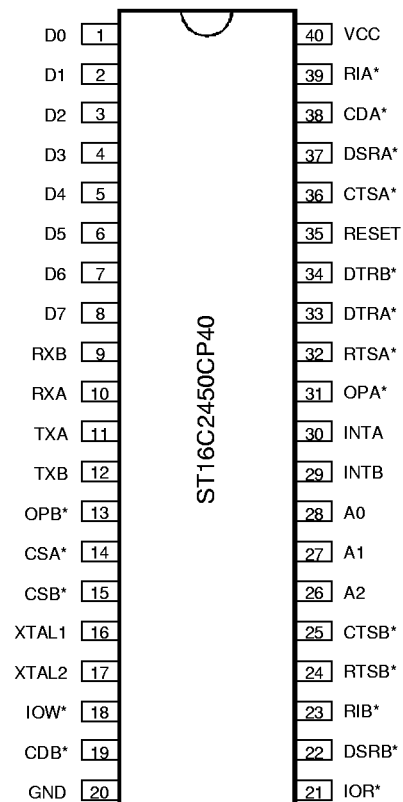 D0 1 40 VCC
D1 2 39 RIA*
D2 3 38 CDA*
D3 4 37 DSRA*
D4 5 36 CTSA*
D5 6 35 RESET
D6 7 34 DTRB*
D7 8 33 DTRA*
RXB 9 32 RTSA*
RXA 10 31 OPA*
TXA 11 30 INTA
TXB 12 29 INTB
OPB* 13 28 A0
CSA* 14 27 A1
CSB* 15 26 A2
XTAL1 16 25 CTSB*
XTAL2 17 24 RTSB*
IOW* 18 23 RIB*
CDB* 19 22 DSRB*
GND 20 21 IOR*
ST16C2450CP40